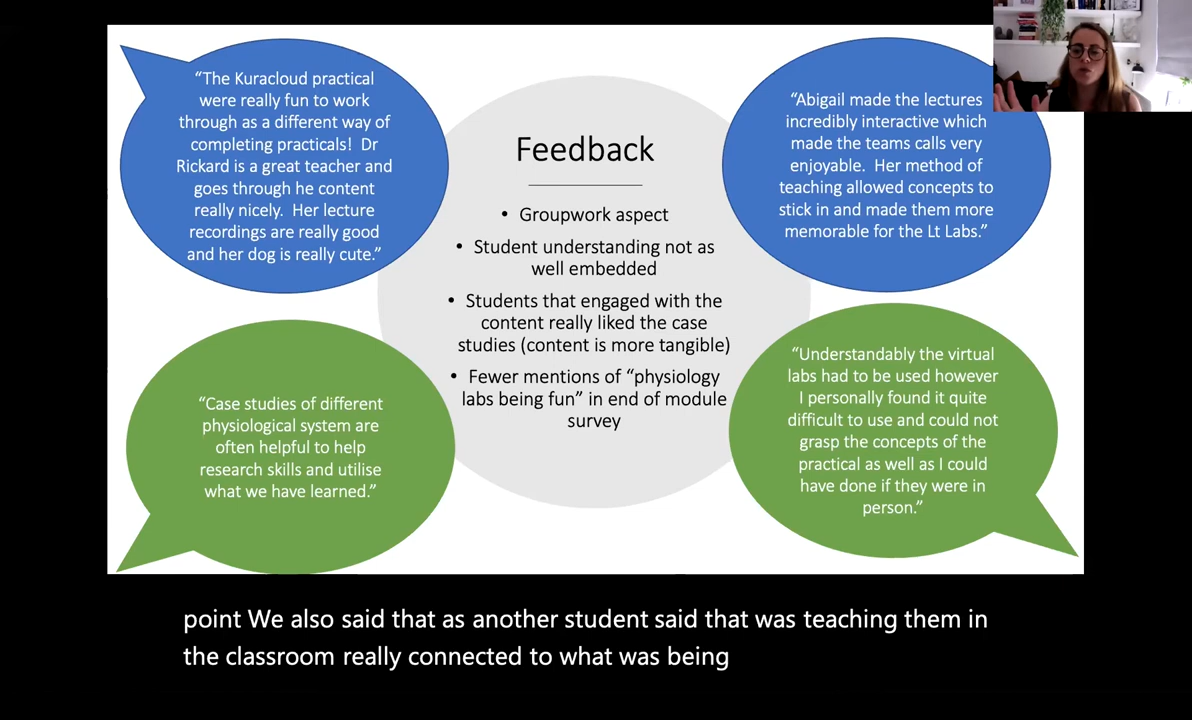 “The Kuracloud practical
were really fun to work
through as a different way of
completing practicals! Dr
Rickard is a great teacher and
goes through he content
really nicely. Her lecture
recordings are really good
and her dog is really cute.”
Feedback
• Groupwork aspect
• Student understanding not as
well embedded
• Students that engaged with the
content really liked the case
studies (content is more tangible)
• Fewer mentions of “physiology
labs being fun” in end of module
survey
“Abigail made the lectures
incredibly interactive which
made the teams calls very
enjoyable. Her method of
teaching allowed concepts to
stick in and made them more
memorable for the Lt Labs.”
“Case studies of different
physiological system are
often helpful to help
research skills and utilise
what we have learned.”
“Understandably the virtual
labs had to be used however
I personally found it quite
difficult to use and could not
grasp the concepts of the
practical as well as I could
have done if they were in
person.”
point We also said that as another student said that was teaching them in
the classroom really connected to what was being